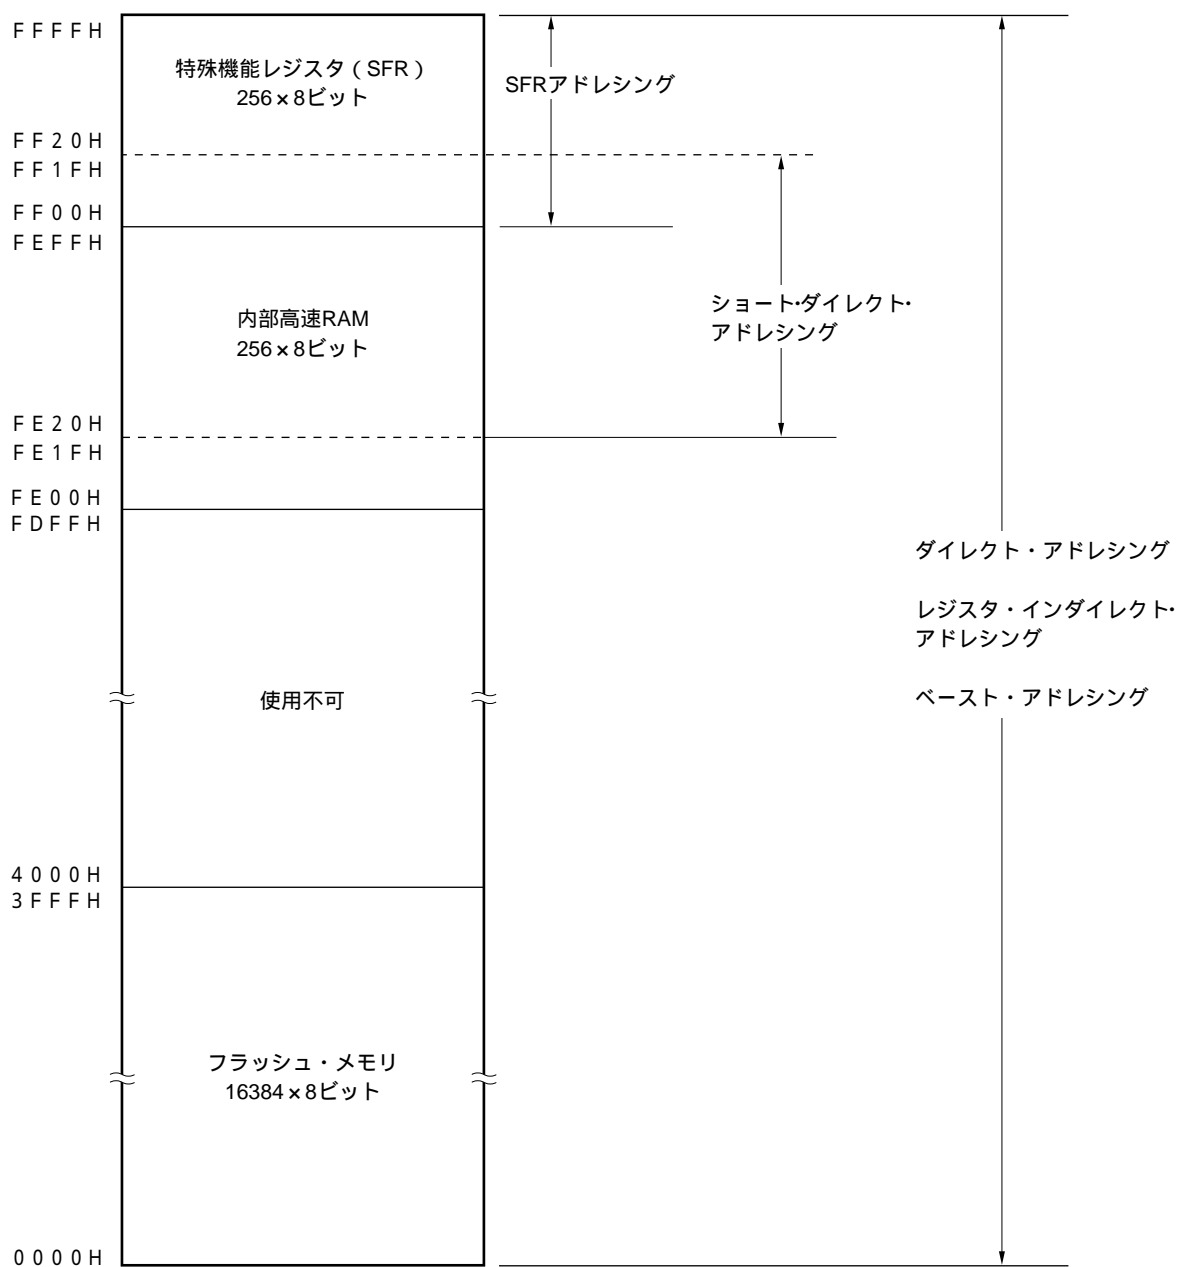 FFFFH
特殊機能レジスタ(SFR)
256×8ビット
SFRアドレシング
FF20H
FF1FH
FF00H
FEFFH
内部高速RAM
256×8ビット
ショート・ダイレクト・
アドレシング
FE20H
FE1FH
FE00H
FDFFH
ダイレクト・アドレシング
レジスタ・インダイレクト・
アドレシング
ベースト・アドレシング
使用不可
4000H
3FFFH
フラッシュ・メモリ
16384×8ビット
0000H